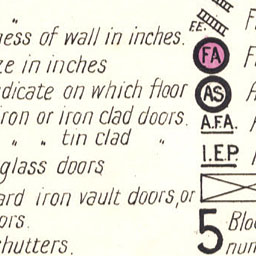 "
ness of wall in inches.
ze in inches
dicate on which floor
iron or iron clad doors.
" " tin clad "
glass doors
ard iron vault doors, or
ors.
shutters.
F.E.
FA
AS
A.F.A.
I.E.P.
5 Bloc
num